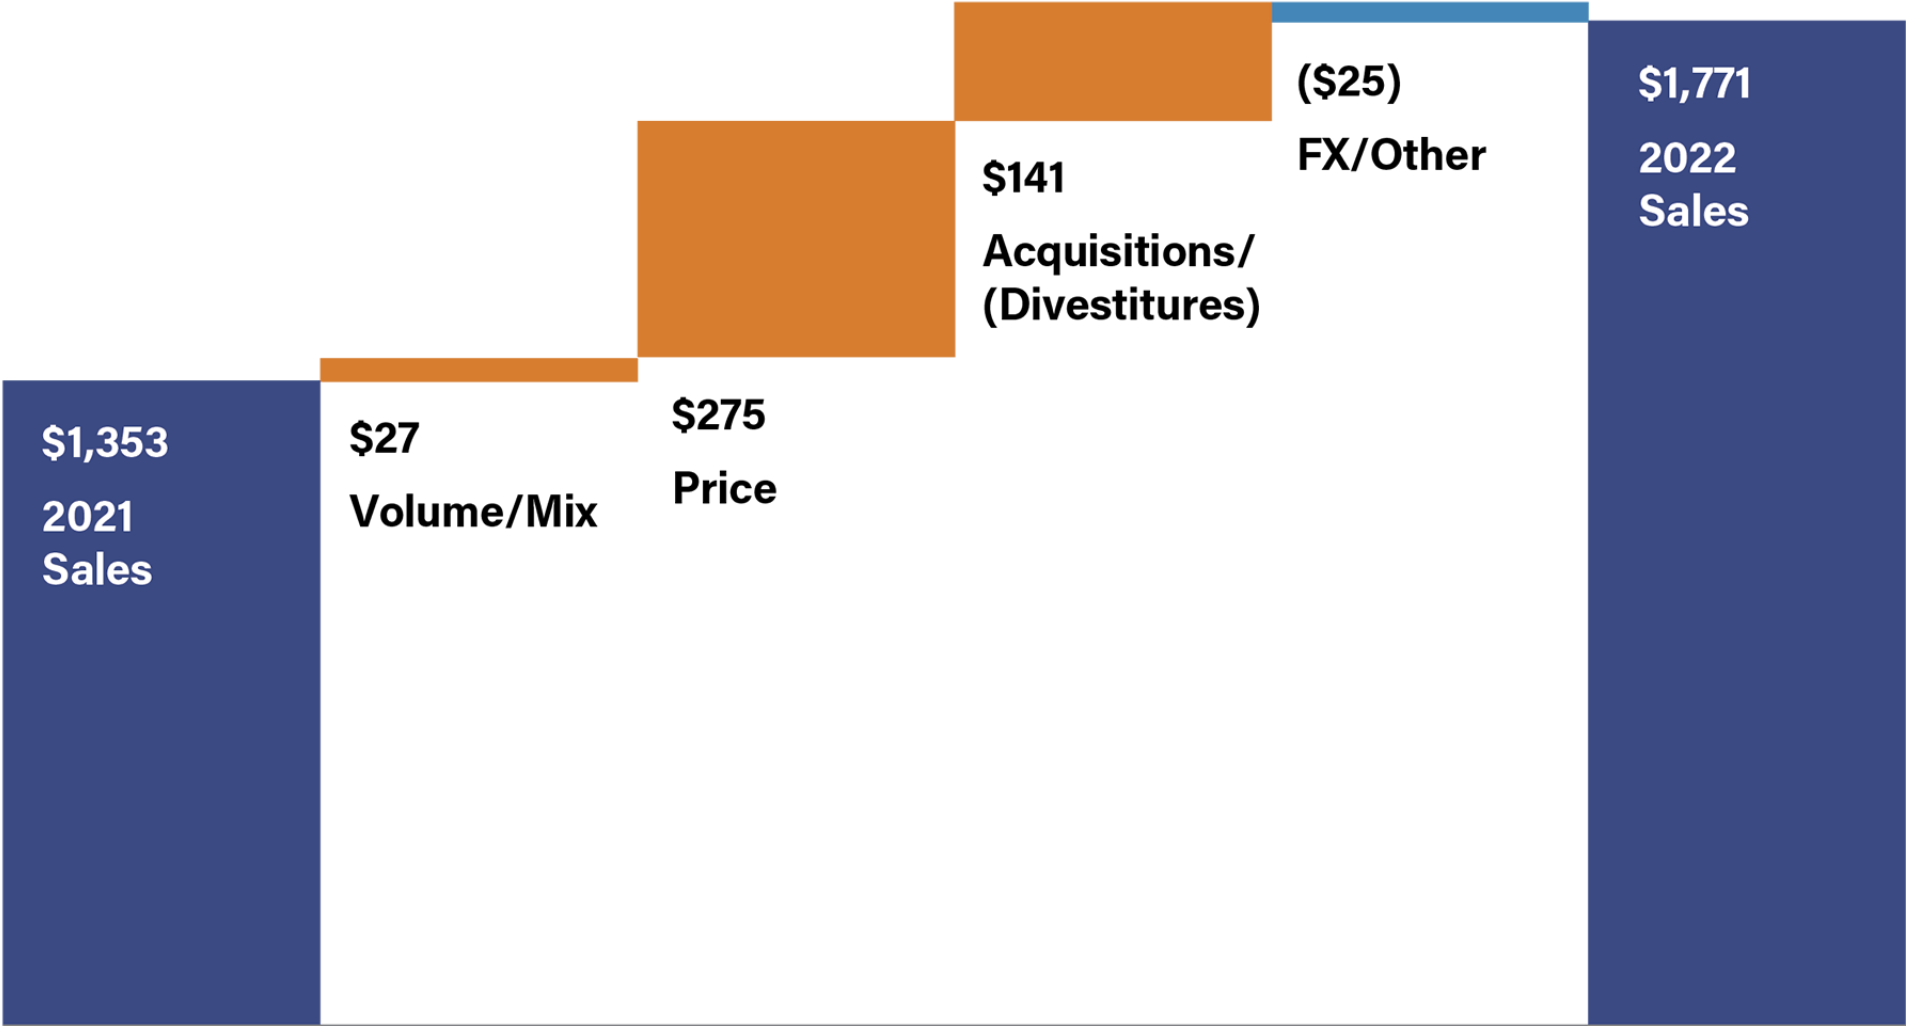 $1,353
2021
Sales
$27
Volume/Mix
$275
Price
$141
Acquisitions/
(Divestitures)
($25)
FX/Other
$1,771
2022
Sales